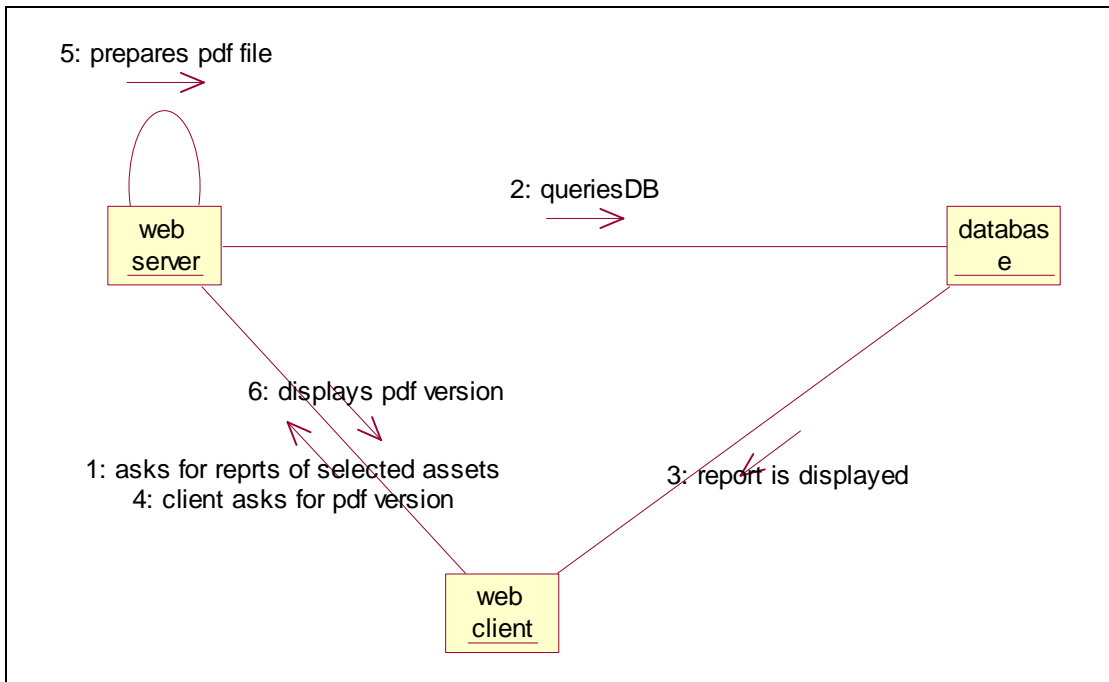 5: prepares pdf file
2: queriesDB
web
server
databas
e
6: displays pdf version
1: asks for reprts of selected assets
4: client asks for pdf version
3: report is displayed
web
client